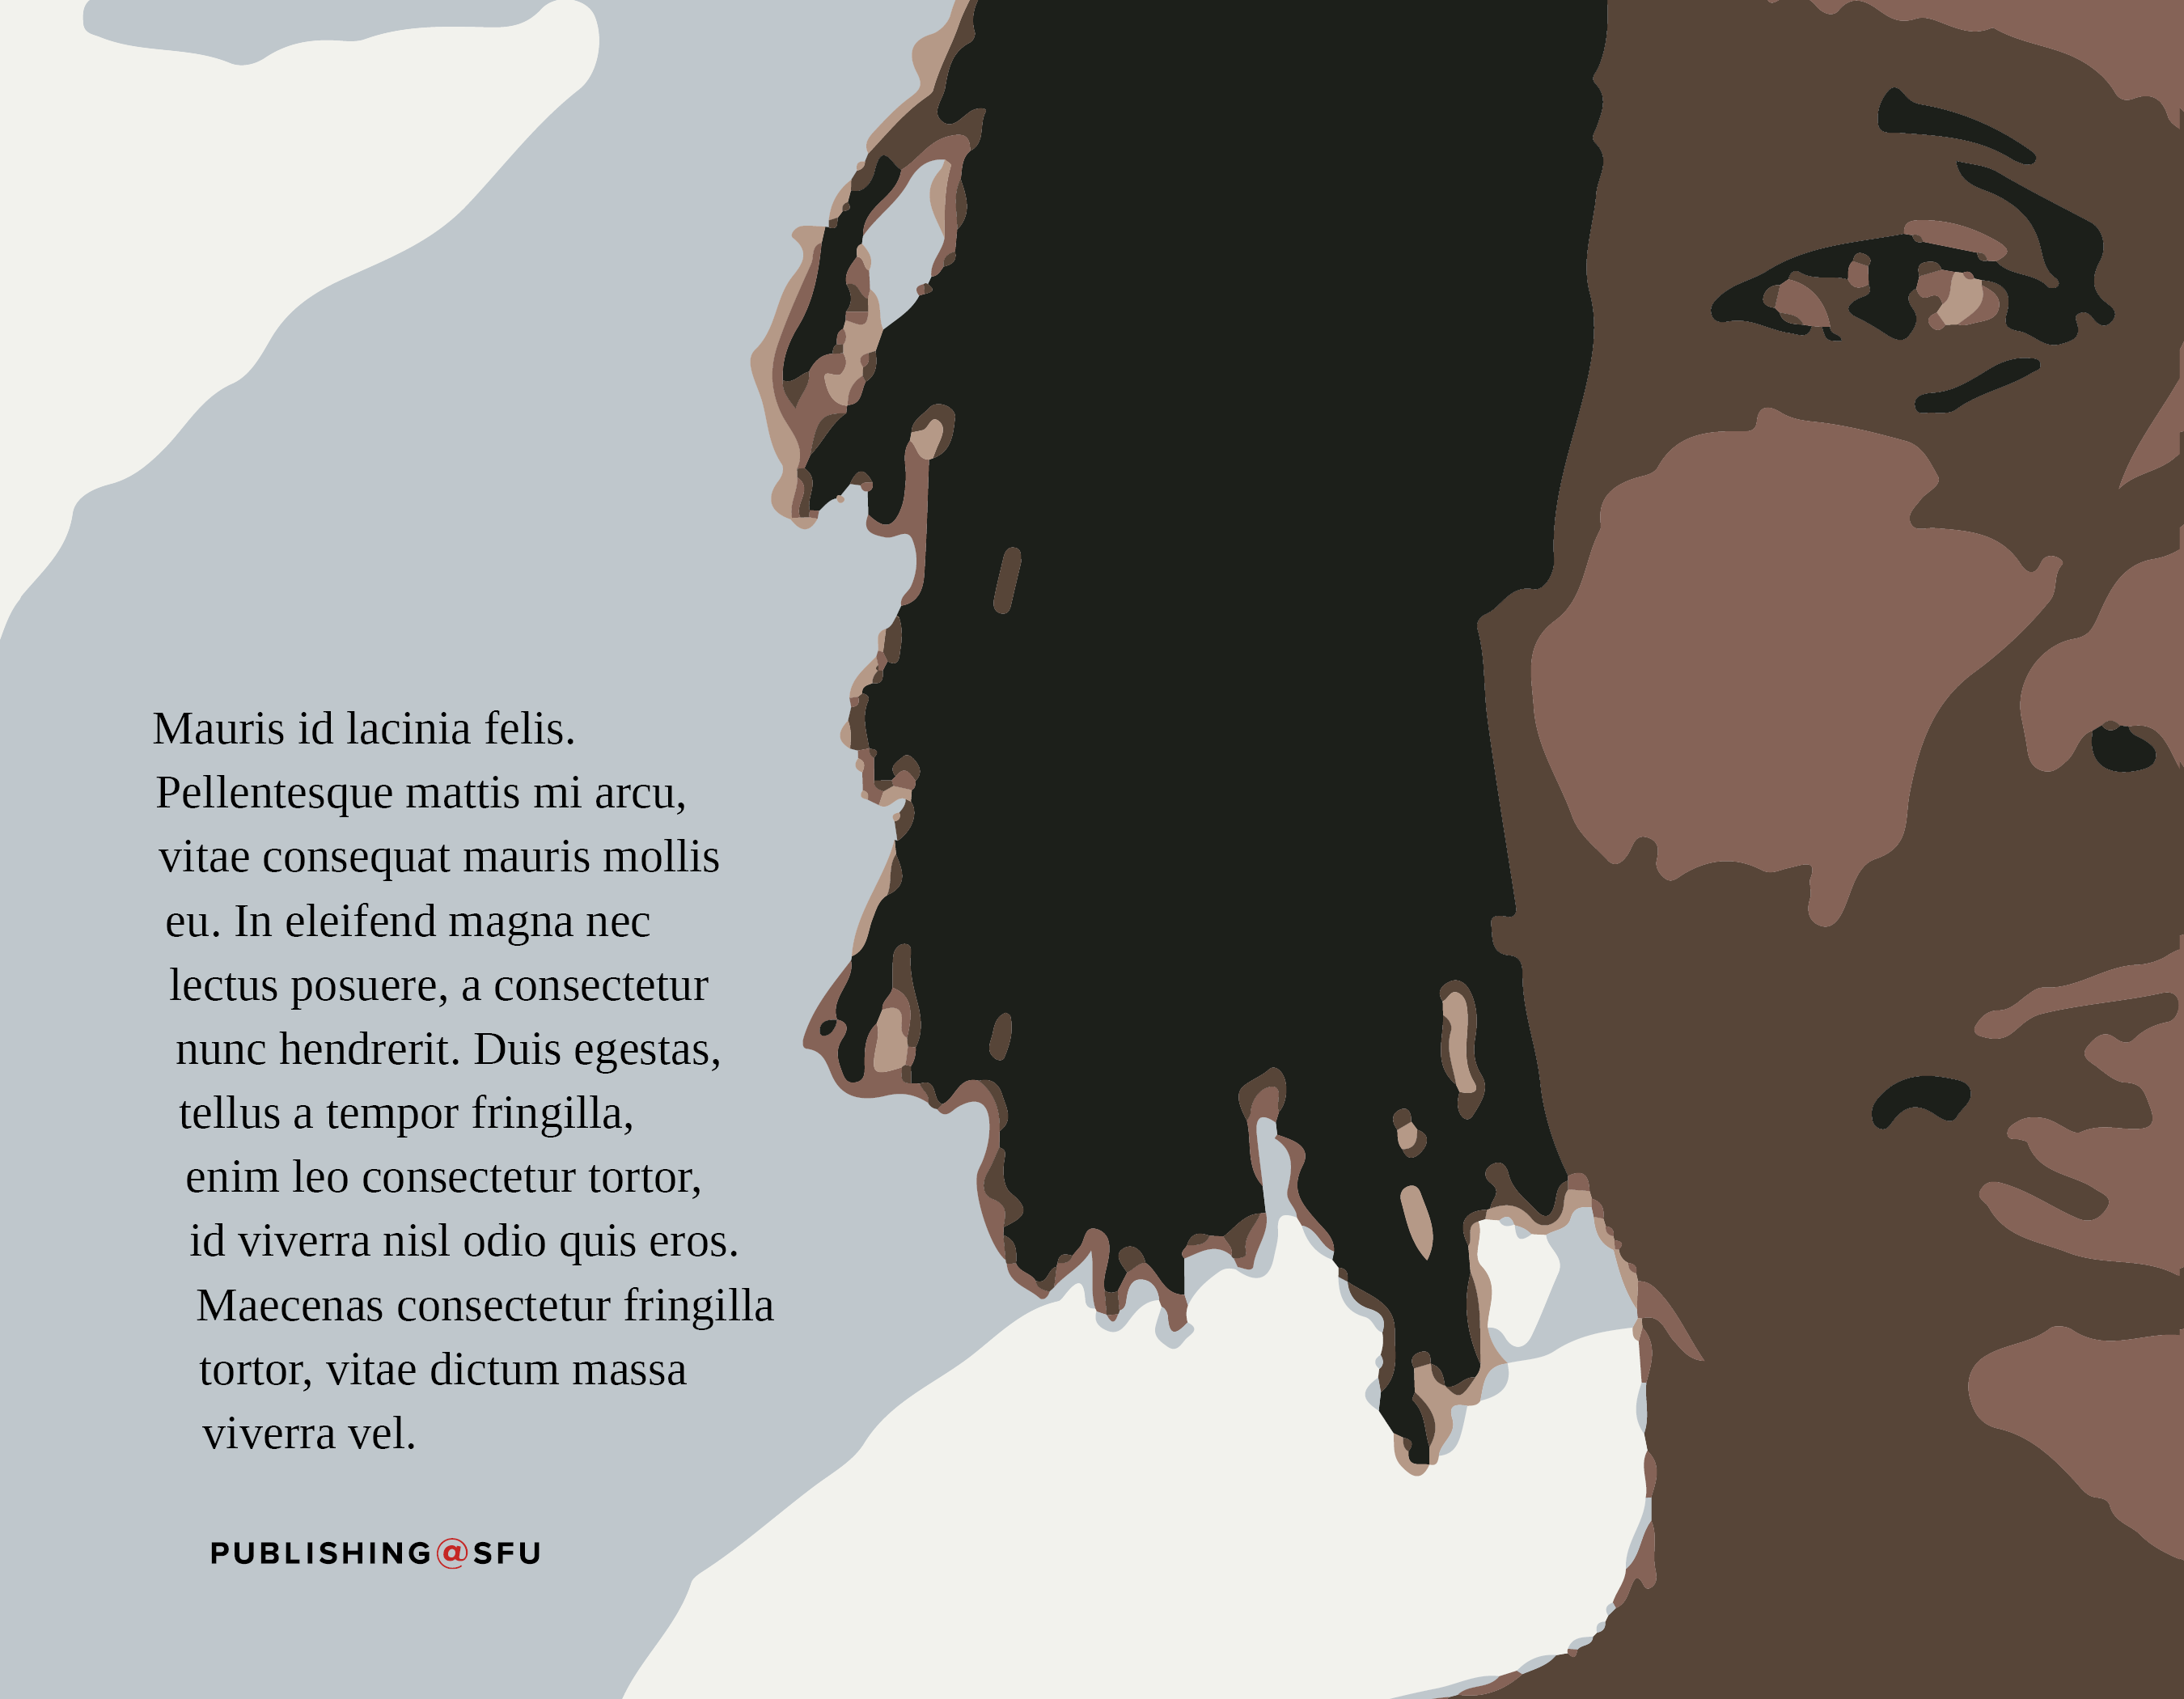 Mauris id lacinia felis.
Pellentesque mattis mi arcu,
vitae consequat mauris mollis
eu. In eleifend magna nec
lectus posuere, a consectetur
nunc hendrerit. Duis egestas,
tellus a tempor fringilla,
enim leo consectetur tortor,
id viverra nisl odio quis eros.
Maecenas consectetur fringilla
tortor, vitae dictum massa
viverra vel.
PUBLISHING@SFU